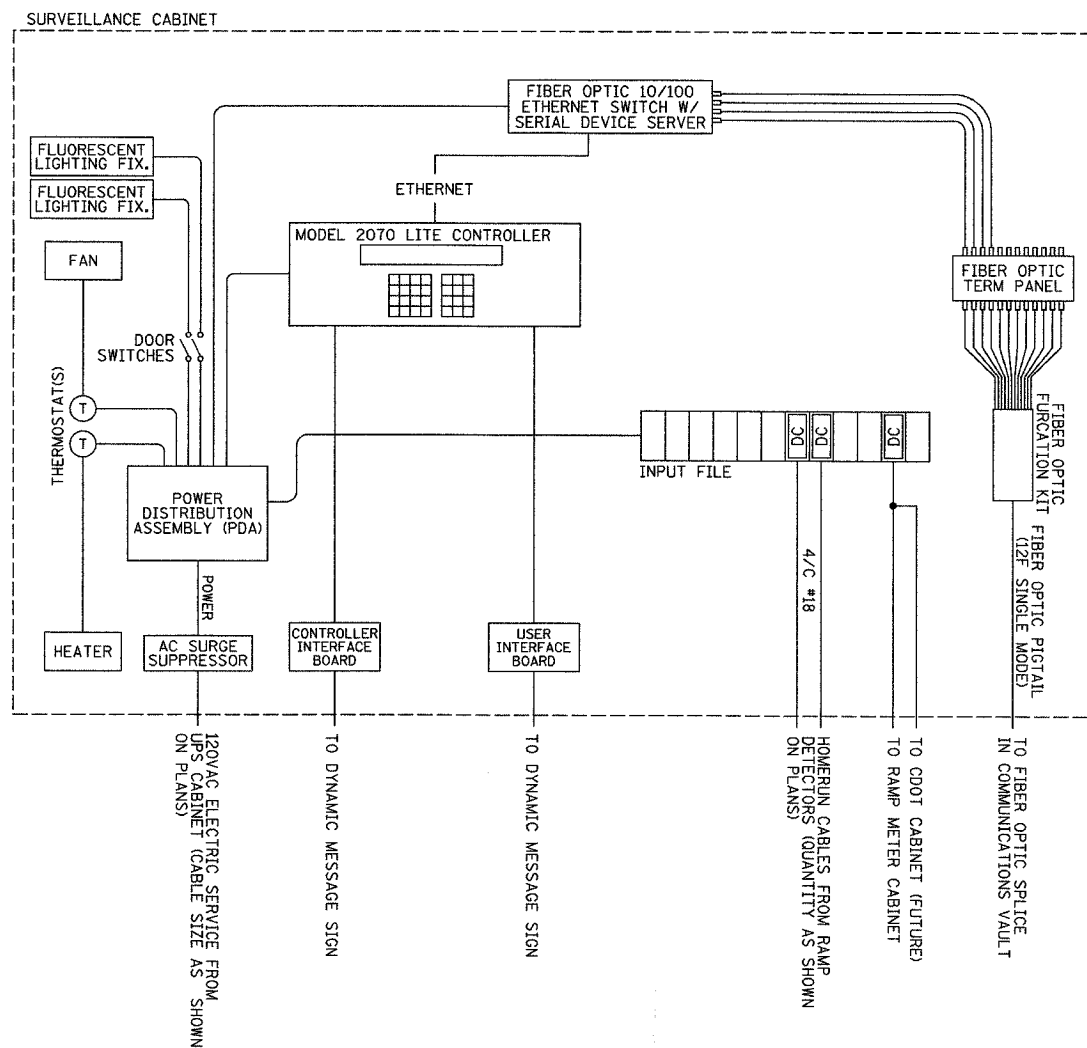 SURVEILLANCE CABINET
FIBER OPTIC 10/100
ETHERNET SWITCH W/
SERIAL DEVICE SERVER
FLUORESCENT
LIGHTING FIX.
FLUORESCENT
LIGHTING FIX.
ETHERNET
MODEL 2070 LITE CONTROLLER
FAN
FIBER OPTIC
TERM PANEL
DOOR
SWITCHES
THERMOSTAT(S)
T
T
FIBER OPTIC
FURCATION KIT
DC
DC
DC
INPUT FILE
POWER
DISTRIBUTION
ASSEMBLY (PDA)
FIBER OPTIC PIGTAIL
(12F SINGLE MODE)
4/C #18
POWER
HEATER
AC SURGE
SUPPRESSOR
CONTROLLER
INTERFACE
BOARD
USER
INTERFACE
BOARD
120VAC ELECTRIC SERVICE FROM
UPS CABINET (CABLE SIZE AS SHOWN
ON PLANS)
TO DYNAMIC MESSAGE SIGN
TO DYNAMIC MESSAGE SIGN
HOMERUN CABLES FROM RAMP
DETECTORS (QUANTITY AS SHOWN
ON PLANS)
TO CDOT CABINET (FUTURE)
TO RAMP METER CABINET
TO FIBER OPTIC SPLICE
IN COMMUNICATIONS VAULT